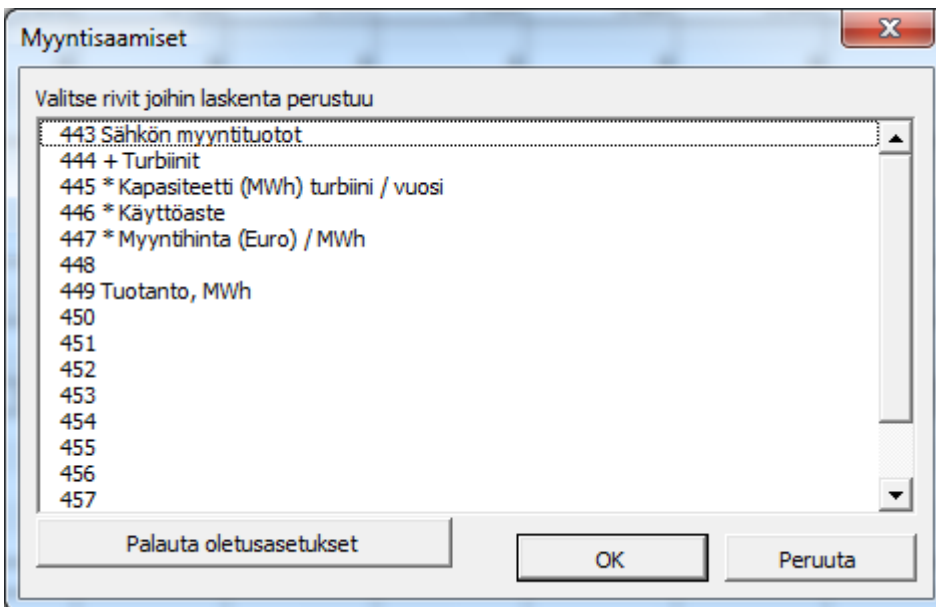 Myyntisaamiset
Valitse rivit joihin laskenta perustuu
443 Sähkön myyntituotot
444 + Turbiinit
445 * Kapasiteetti (MWh) turbiini / vuosi
446 * Käyttöaste
447 * Myyntihinta (Euro) / MWh
448
449 Tuotanto, MWh
450
451
452
453
454
455
456
457
Palauta oletusasetukset
OK
Peruuta